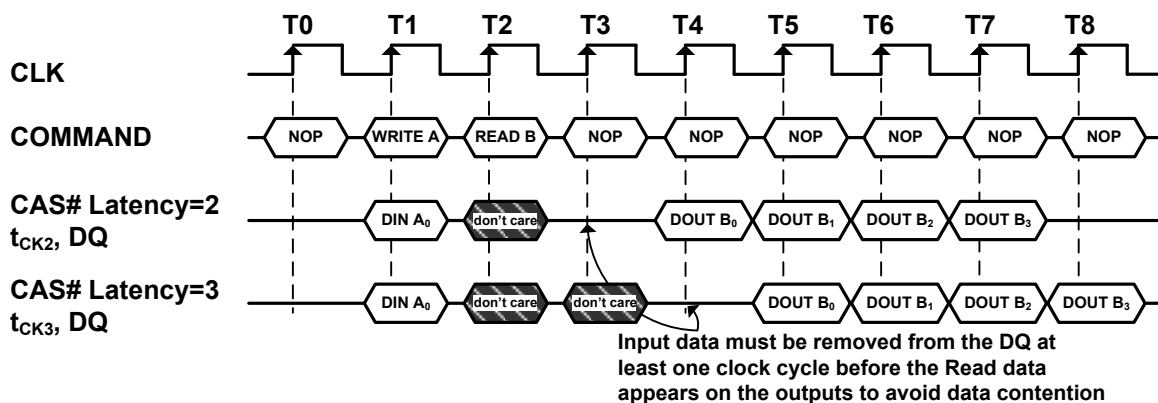 T0 T1 T2 T3 T4 T5 T6 T7 T8
CLK
COMMAND NOP WRITE A READ B NOP NOP NOP NOP NOP NOP
CAS# Latency=2
tCK2, DQ DIN A0 don't care DOUT B0 DOUT B1 DOUT B2 DOUT B3
CAS# Latency=3
tCK3, DQ DIN A0 don't care don't care DOUT B0 DOUT B1 DOUT B2 DOUT B3
Input data must be removed from the DQ at
least one clock cycle before the Read data
appears on the outputs to avoid data contention